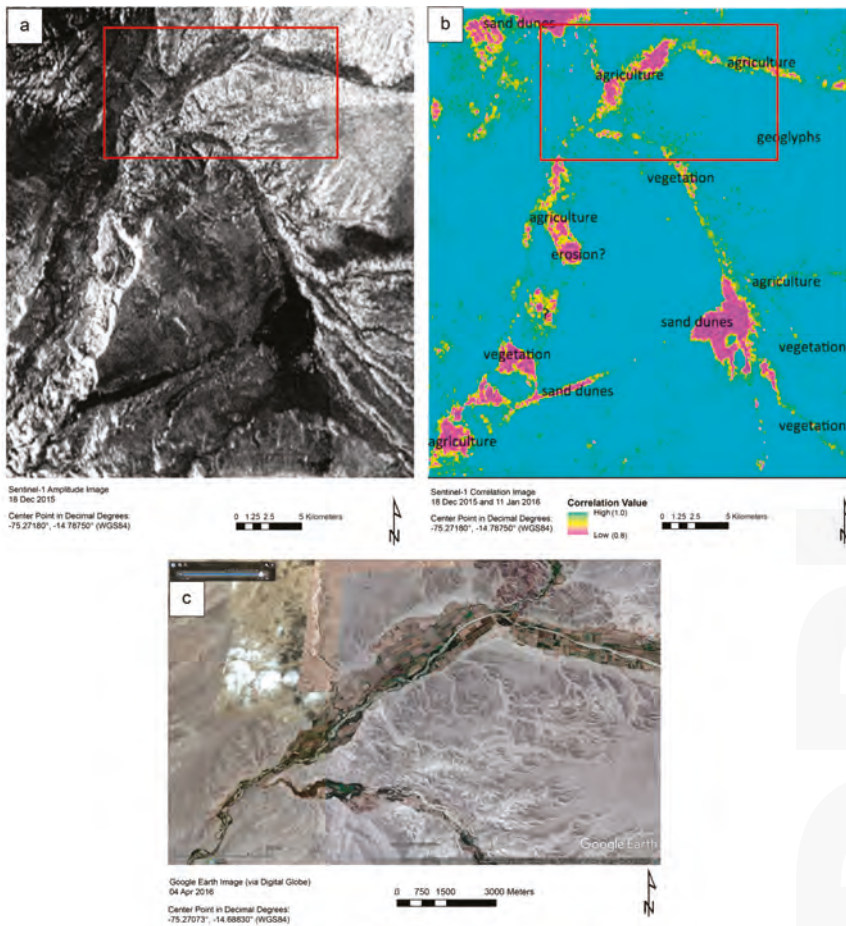 a
b
sand dunes
agriculture
agriculture
geoglyphs
vegetation
agriculture
erosion?
agriculture
sand dunes
?
vegetation
vegetation
sand dunes
agriculture
vegetation
Sentinel-1 Amplitude Image
18 Dec 2015
Center Point in Decimal Degrees:
-75.27180°, -14.78750° (WGS84)
0 1.25 2.5 5 Kilometers
Z
Sentinel-1 Correlation Image
18 Dec 2015 and 11 Jan 2016
Center Point in Decimal Degrees:
-75.27180°, -14.78750° (WGS84)
Correlation Value
High (1.0)
Low (0.8)
0 1.25 2.5 5 Kilometers
Z
c
Google Earth
Google Earth Image (via Digital Globe)
04 Apr 2016
Center Point in Decimal Degrees:
-75.27073°, -14.68830° (WGS84)
0 750 1500 3000 Meters
Z